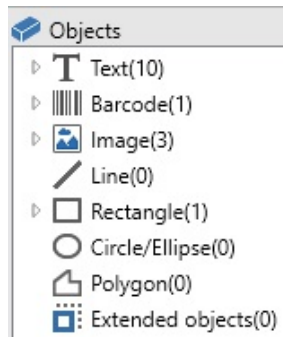 Objects
Text(10)
Barcode(1)
Image(3)
Line(0)
Rectangle(1)
Circle/Ellipse(0)
Polygon(0)
Extended objects(0)